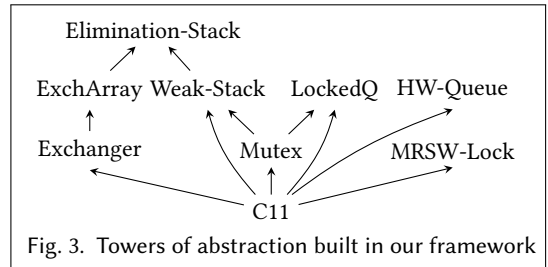 Elimination-Stack
ExchArray Weak-Stack LockedQ HW-Queue
Exchanger Mutex MRSW-Lock
C11
Fig. 3. Towers of abstraction built in our framework